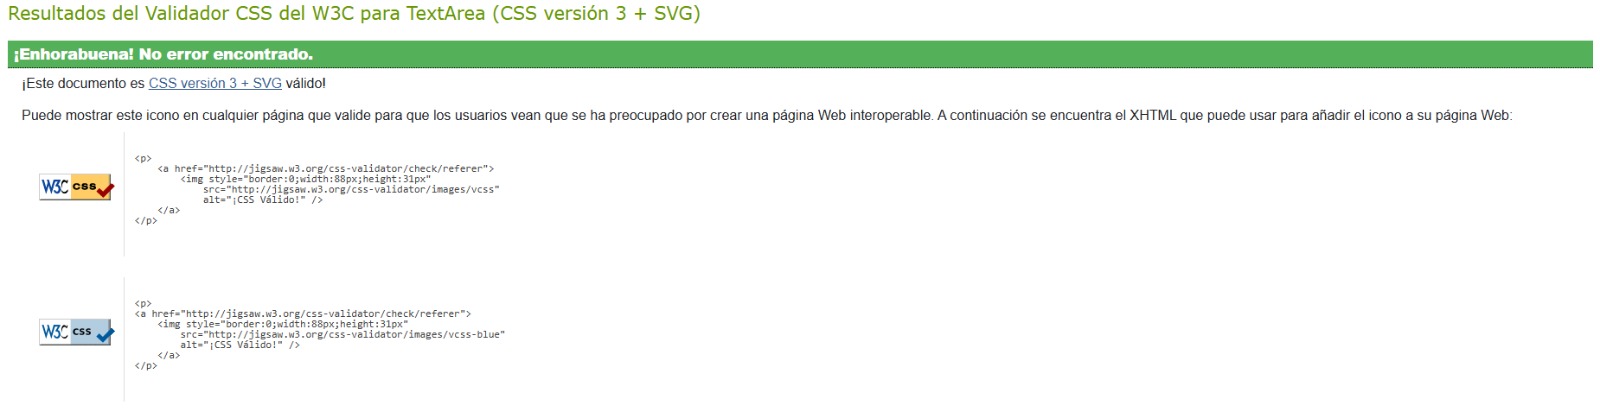 Resultados del Validador CSS del W3C para TextArea (CSS versión 3 + SVG)
¡Enhorabuena! No error encontrado.
¡Este documento es CSS versión 3 + SVG válido!
Puede mostrar este icono en cualquier página que valide para que los usuarios vean que se ha preocupado por crear una página Web interoperable. A continuación se encuentra el XHTML que puede usar para añadir el icono a su página Web:
W3C css
<p>
<a href="http://jigsaw.w3.org/css-validator/check/referer">
<img style="border:0;width:88px;height:31px"
src="http://jigsaw.w3.org/css-validator/images/vcss"
alt="¡CSS Válido!" />
</a>
</p>
W3C css
<p>
<a href="http://jigsaw.w3.org/css-validator/check/referer">
<img style="border:0;width:88px;height:31px"
src="http://jigsaw.w3.org/css-validator/images/vcss-blue"
alt="¡CSS Válido!" />
</a>
</p>